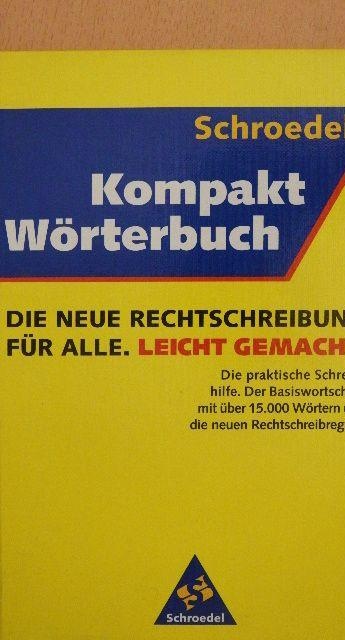 Schroedel
Kompakt
Wörterbuch
DIE NEUE RECHTSCHREIBUN
FÜR ALLE. LEICHT GEMACH
Die praktische Schre
hilfe. Der Basiswortsch
mit über 15.000 Wörtern
die neuen Rechtschreibreg
S
Schroedel